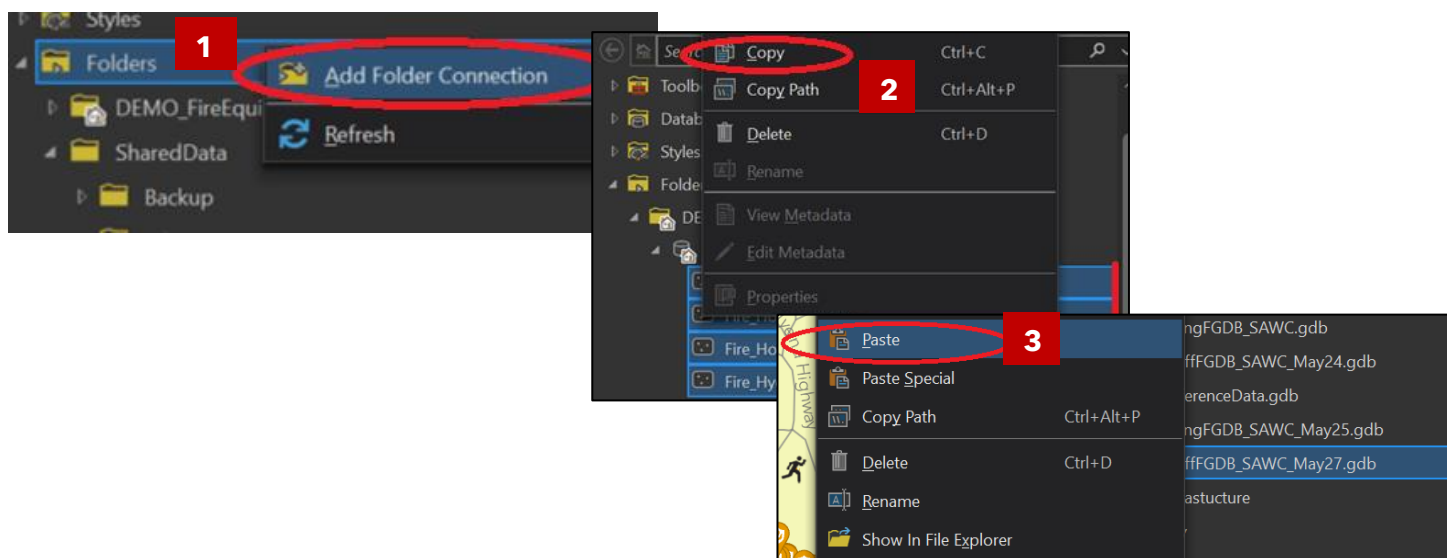 Styles
Folders
1
Add Folder Connection
DEMO_FireEqui
Refresh
SharedData
Backup
Copy Ctrl+C
Toolb
Copy Path Ctrl+Alt+P
2
Datab
Delete Ctrl+D
Styles
Rename
Folde
View Metadata
DE
Edit Metadata
Properties
Fire_Ho
Fire_Hy
Highway
Paste
3
ngFGDB_SAWC.gdb
Paste Special
ffFGDB_SAWC_May24.gdb
erenceData.gdb
Copy Path Ctrl+Alt+P
ngFGDB_SAWC_May25.gdb
Delete Ctrl+D
ffFGDB_SAWC_May27.gdb
Rename
astucture
Show In File Explorer